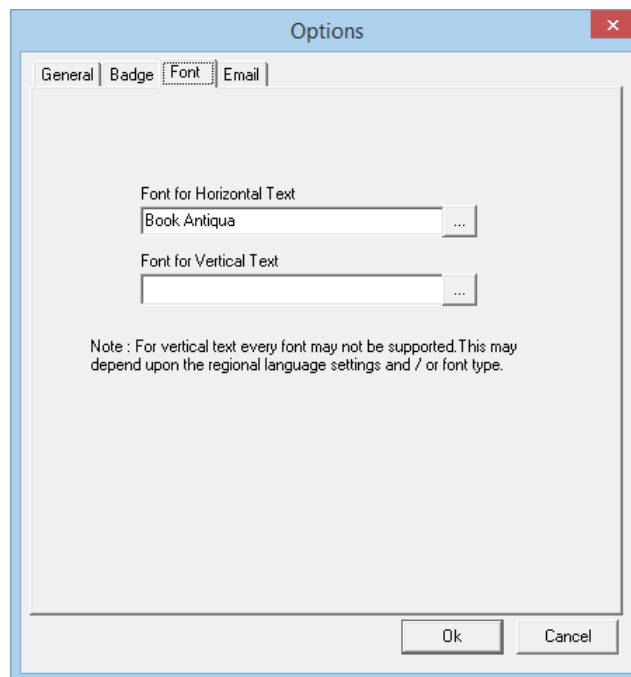 Options
General
Badge
Font
Email
Font for Horizontal Text
Book Antiqua
...
Font for Vertical Text
...
Note : For vertical text every font may not be supported.This may
depend upon the regional language settings and / or font type.
Ok
Cancel